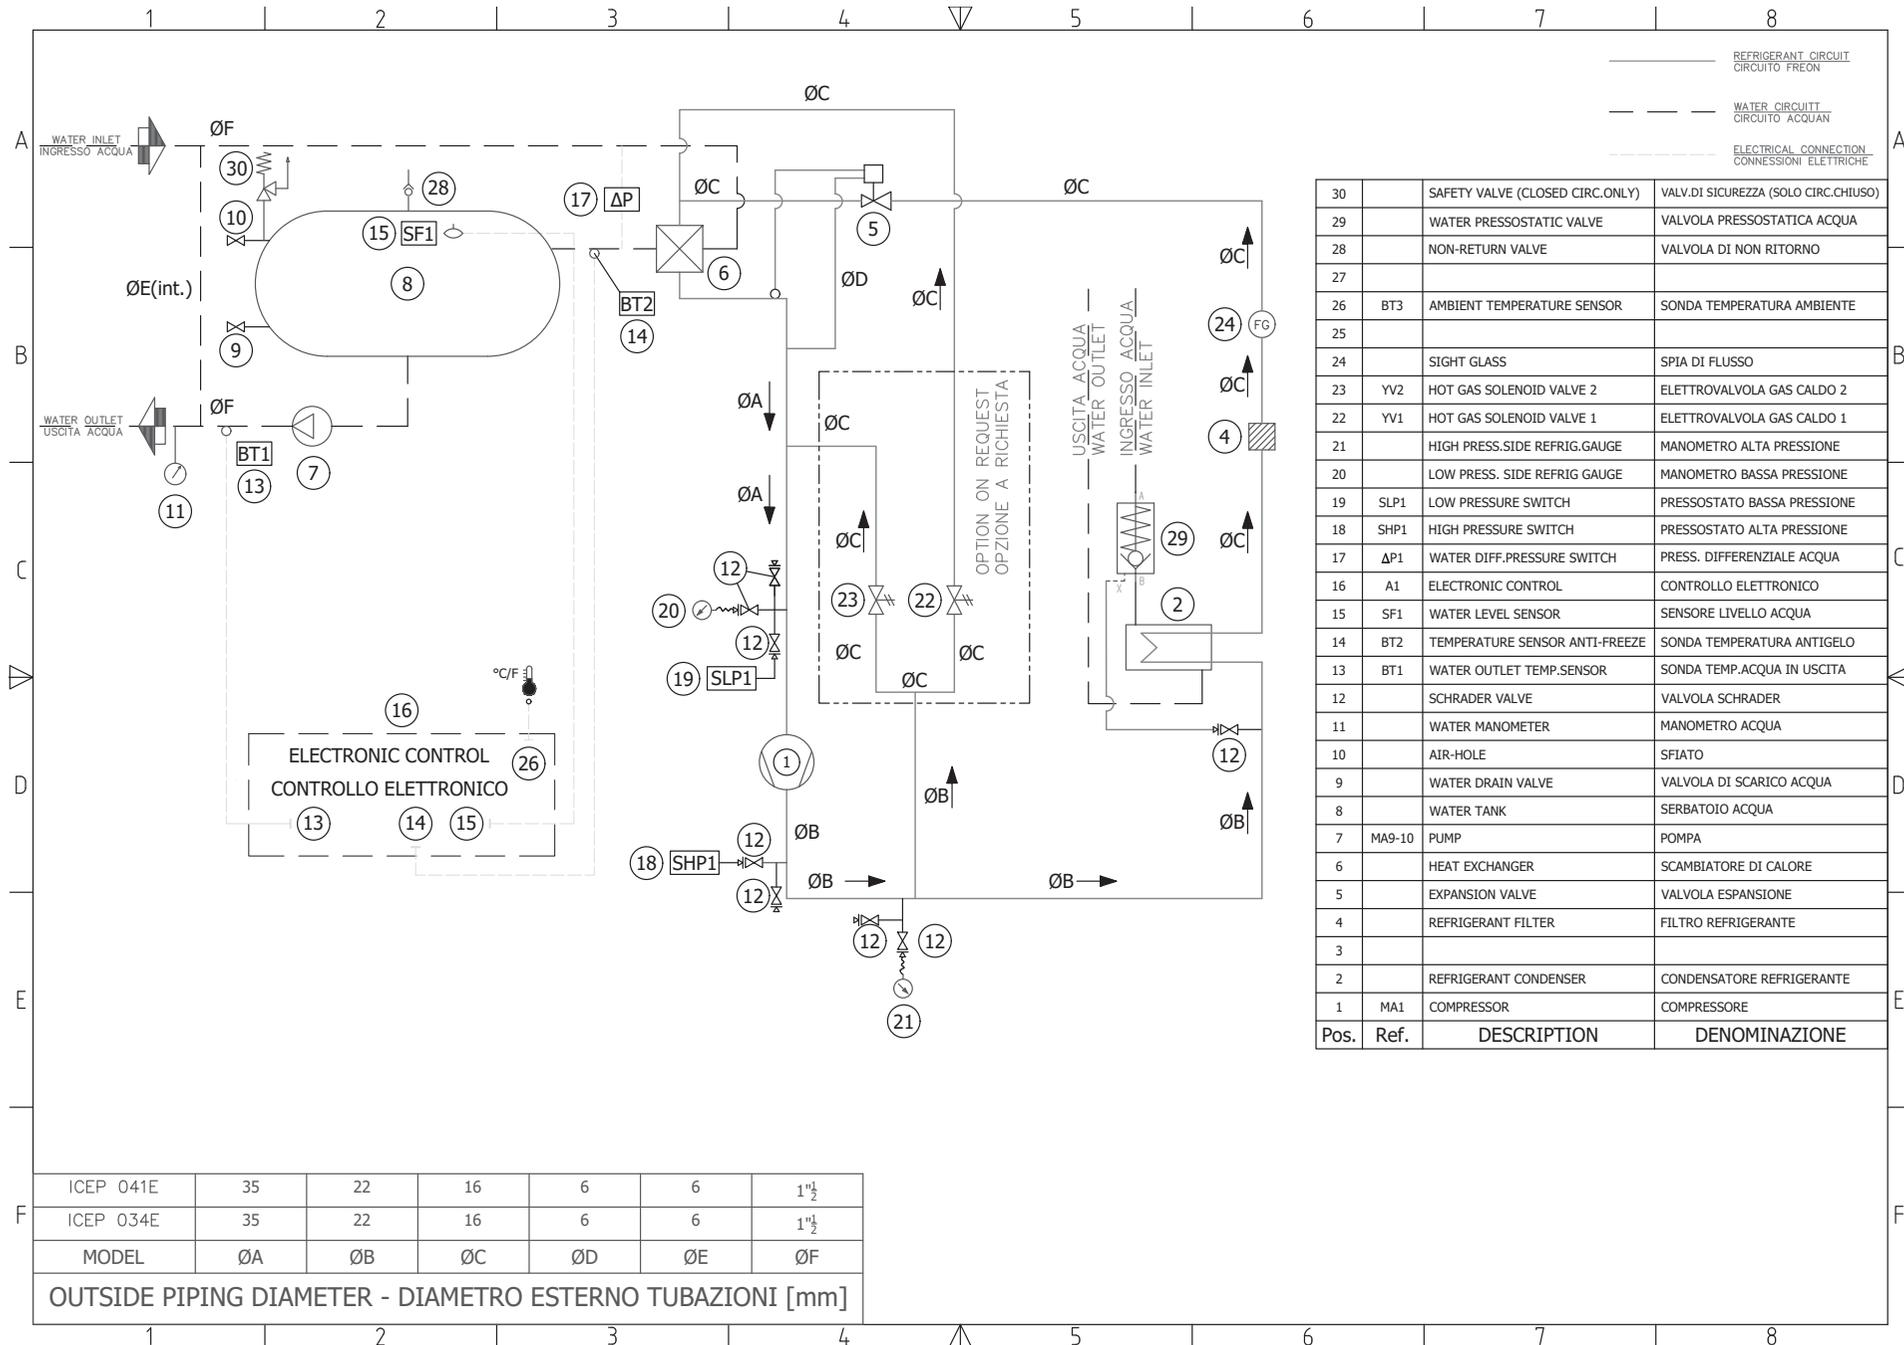 1 2 3 4 5 6 7 8
REFRIGERANT CIRCUIT
CIRCUITO FREON
WATER CIRCUITT
CIRCUITO ACQUAN
ELECTRICAL CONNECTION
CONNESSIONI ELETTRICHE
A A
B B
C C
D D
E E
F F
WATER INLET
INGRESSO ACQUA
ØF
30
10
28
15 SF1
8
ØE(int.)
9
WATER OUTLET
USCITA ACQUA
ØF
BT1
13
7
11
17 ΔP
6
BT2
14
ØC
ØC
ØC
5
ØD
ØC
ØC
24 FG
ØC
4
ØC
ØA
ØA
ØC
OPTION ON REQUEST
OPZIONE A RICHIESTA
USCITA ACQUA
WATER OUTLET
INGRESSO ACQUA
WATER INLET
A
29
B
X
2
12
20
12
19 SLP1
ØC
23
22
ØC
ØC
ØC
12
1
ØB
ØB
ØB
12
18 SHP1
12
ØB
ØB
12
12
21
°C/F
16
ELECTRONIC CONTROL
26
CONTROLLO ELETTRONICO
13 14 15
30 SAFETY VALVE (CLOSED CIRC.ONLY) VALV.DI SICUREZZA (SOLO CIRC.CHIUSO)
29 WATER PRESSOSTATIC VALVE VALVOLA PRESSOSTATICA ACQUA
28 NON-RETURN VALVE VALVOLA DI NON RITORNO
27
26 BT3 AMBIENT TEMPERATURE SENSOR SONDA TEMPERATURA AMBIENTE
25
24 SIGHT GLASS SPIA DI FLUSSO
23 YV2 HOT GAS SOLENOID VALVE 2 ELETTROVALVOLA GAS CALDO 2
22 YV1 HOT GAS SOLENOID VALVE 1 ELETTROVALVOLA GAS CALDO 1
21 HIGH PRESS.SIDE REFRIG.GAUGE MANOMETRO ALTA PRESSIONE
20 LOW PRESS. SIDE REFRIG GAUGE MANOMETRO BASSA PRESSIONE
19 SLP1 LOW PRESSURE SWITCH PRESSOSTATO BASSA PRESSIONE
18 SHP1 HIGH PRESSURE SWITCH PRESSOSTATO ALTA PRESSIONE
17 ΔP1 WATER DIFF.PRESSURE SWITCH PRESS. DIFFERENZIALE ACQUA
16 A1 ELECTRONIC CONTROL CONTROLLO ELETTRONICO
15 SF1 WATER LEVEL SENSOR SENSORE LIVELLO ACQUA
14 BT2 TEMPERATURE SENSOR ANTI-FREEZE SONDA TEMPERATURA ANTIGELO
13 BT1 WATER OUTLET TEMP.SENSOR SONDA TEMP.ACQUA IN USCITA
12 SCHRADER VALVE VALVOLA SCHRADER
11 WATER MANOMETER MANOMETRO ACQUA
10 AIR-HOLE SFIATO
9 WATER DRAIN VALVE VALVOLA DI SCARICO ACQUA
8 WATER TANK SERBATOIO ACQUA
7 MA9-10 PUMP POMPA
6 HEAT EXCHANGER SCAMBIATORE DI CALORE
5 EXPANSION VALVE VALVOLA ESPANSIONE
4 REFRIGERANT FILTER FILTRO REFRIGERANTE
3
2 REFRIGERANT CONDENSER CONDENSATORE REFRIGERANTE
1 MA1 COMPRESSOR COMPRESSORE
Pos. Ref. DESCRIPTION DENOMINAZIONE
ICEP 041E 35 22 16 6 6 1"½
ICEP 034E 35 22 16 6 6 1"½
MODEL ØA ØB ØC ØD ØE ØF
OUTSIDE PIPING DIAMETER - DIAMETRO ESTERNO TUBAZIONI [mm]
1 2 3 4 5 6 7 8